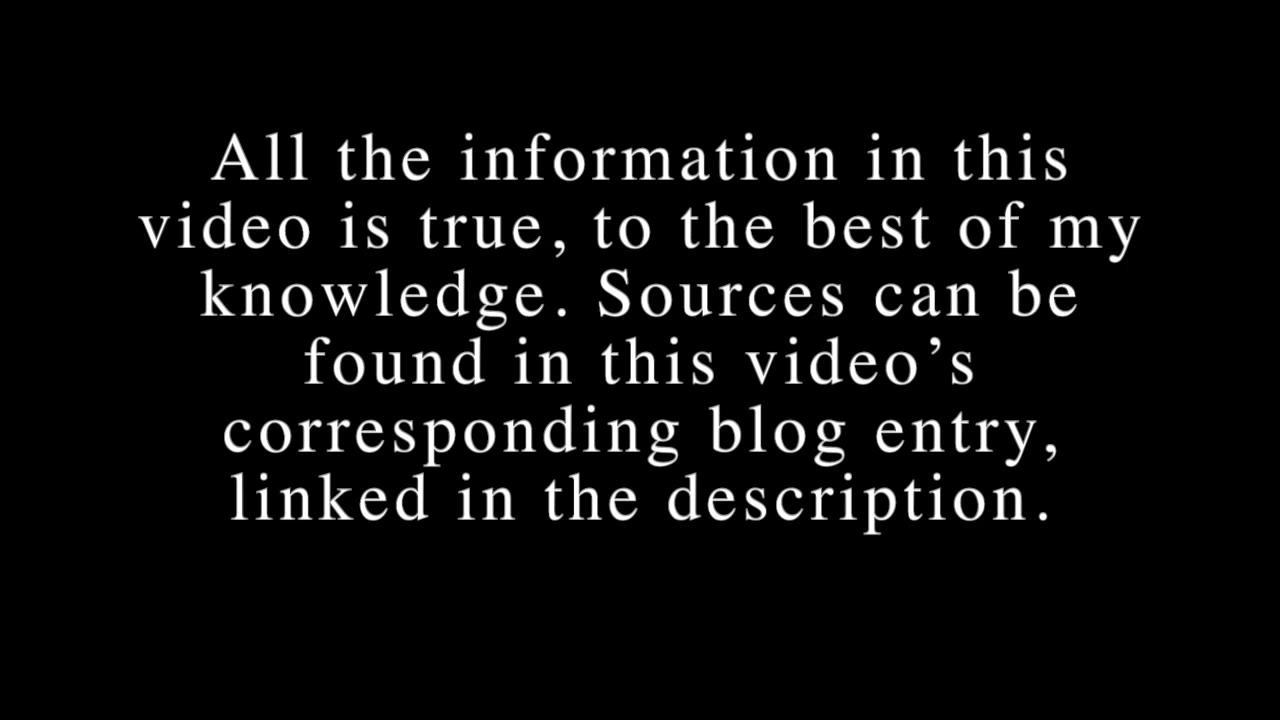 All the information in this
video is true, to the best of my
knowledge. Sources can be
found in this video’s
corresponding blog entry,
linked in the description.